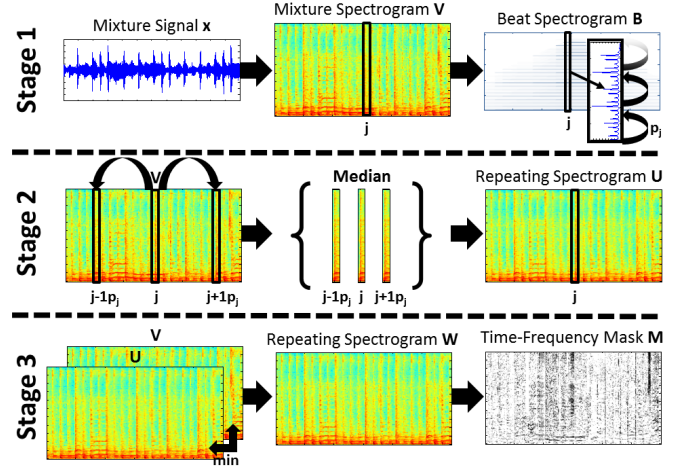 Stage 1
Mixture Signal x
Mixture Spectrogram V
j
Beat Spectrogram B
j
pj
Stage 2
V
j-1pj
j
j+1pj
Median
j-1pj
j
j+1pj
Repeating Spectrogram U
j
Stage 3
V
U
min
Repeating Spectrogram W
Time-Frequency Mask M